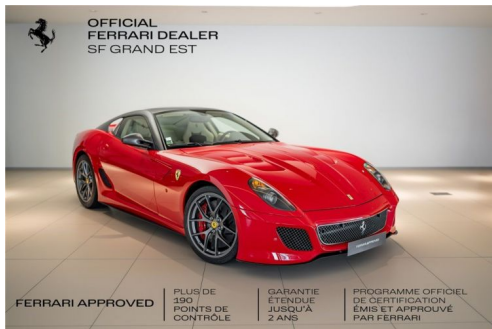 OFFICIAL
FERRARI DEALER
SF GRAND EST
FERRARI APPROVED
PLUS DE
190
POINTS DE
CONTRÔLE
GARANTIE
ÉTENDUE
JUSQU'À
2 ANS
PROGRAMME OFFICIEL
DE CERTIFICATION
ÉMIS ET APPROUVÉ
PAR FERRARI